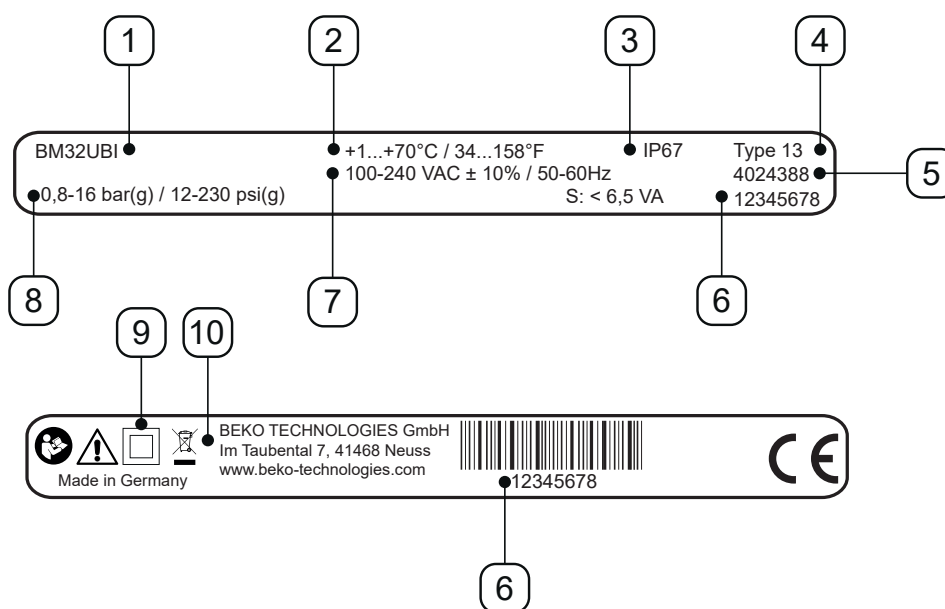 1 2 3 4
BM32UBI +1...+70°C / 34...158°F IP67 Type 13
100-240 VAC ± 10% / 50-60Hz 4024388
0,8-16 bar(g) / 12-230 psi(g) S: < 6,5 VA 12345678
5
8 7 6
9 10
BEKO TECHNOLOGIES GmbH
Im Taubental 7, 41468 Neuss
www.beko-technologies.com
Made in Germany
12345678
CE
6